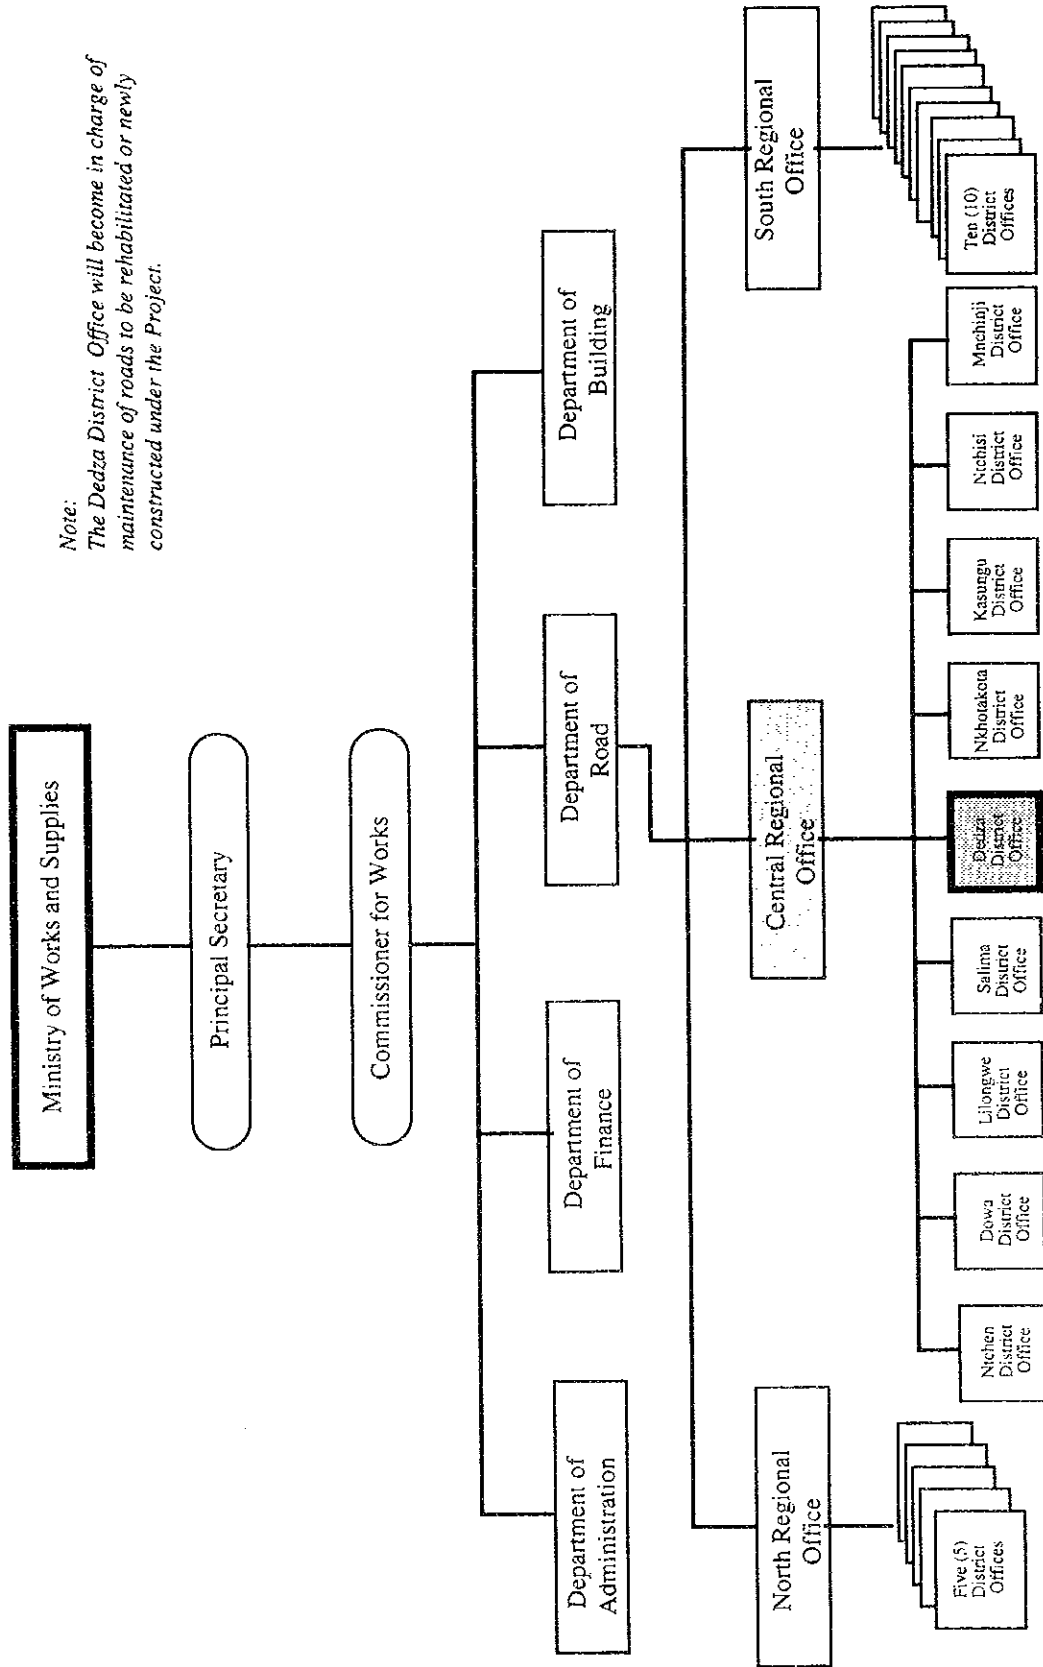 Ministry of Works and Supplies
Note:
The Dedza District Office will become in charge of
maintenance of roads to be rehabilitated or newly
constructed under the Project.
Principal Secretary
Commissioner for Works
Department of
Administration
Department of
Finance
Department of
Road
Department of
Building
North Regional
Office
Central Regional
Office
South Regional
Office
Five (5)
District
Offices
Ntchen
District
Office
Dowa
District
Office
Lilongwe
District
Office
Salima
District
Office
Dedza
District
Office
Nkhotakota
District
Office
Kasungu
District
Office
Ntchisi
District
Office
Mnchinji
District
Office
Ten (10)
District
Offices